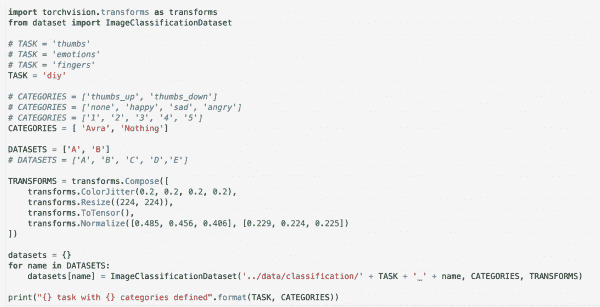 import torchvision.transforms as transforms
from dataset import ImageClassificationDataset
# TASK = 'thumbs'
# TASK = 'emotions'
# TASK = 'fingers'
TASK = 'diy'
# CATEGORIES = ['thumbs_up', 'thumbs_down']
# CATEGORIES = ['none', 'happy', 'sad', 'angry']
# CATEGORIES = ['1', '2', '3', '4', '5']
CATEGORIES = [ 'Avra', 'Nothing']
DATASETS = ['A', 'B']
# DATASETS = ['A', 'B', 'C', 'D','E']
TRANSFORMS = transforms.Compose([
    transforms.ColorJitter(0.2, 0.2, 0.2, 0.2),
    transforms.Resize((224, 224)),
    transforms.ToTensor(),
    transforms.Normalize([0.485, 0.456, 0.406], [0.229, 0.224, 0.225])
])
datasets = {}
for name in DATASETS:
    datasets[name] = ImageClassificationDataset('../data/classification/' + TASK + '_' + name, CATEGORIES, TRANSFORMS)
print("{} task with {} categories defined".format(TASK, CATEGORIES))